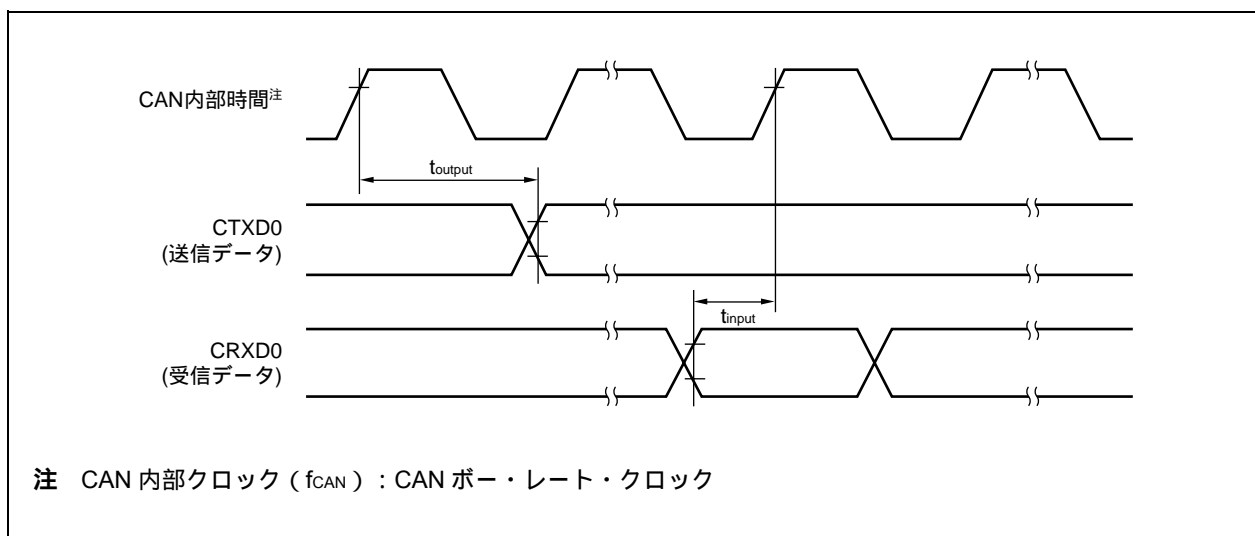 CAN内部時間注
toutput
CTXD0
(送信データ)
tinput
CRXD0
(受信データ)
注 CAN 内部クロック（fCAN）：CAN ボー・レート・クロック